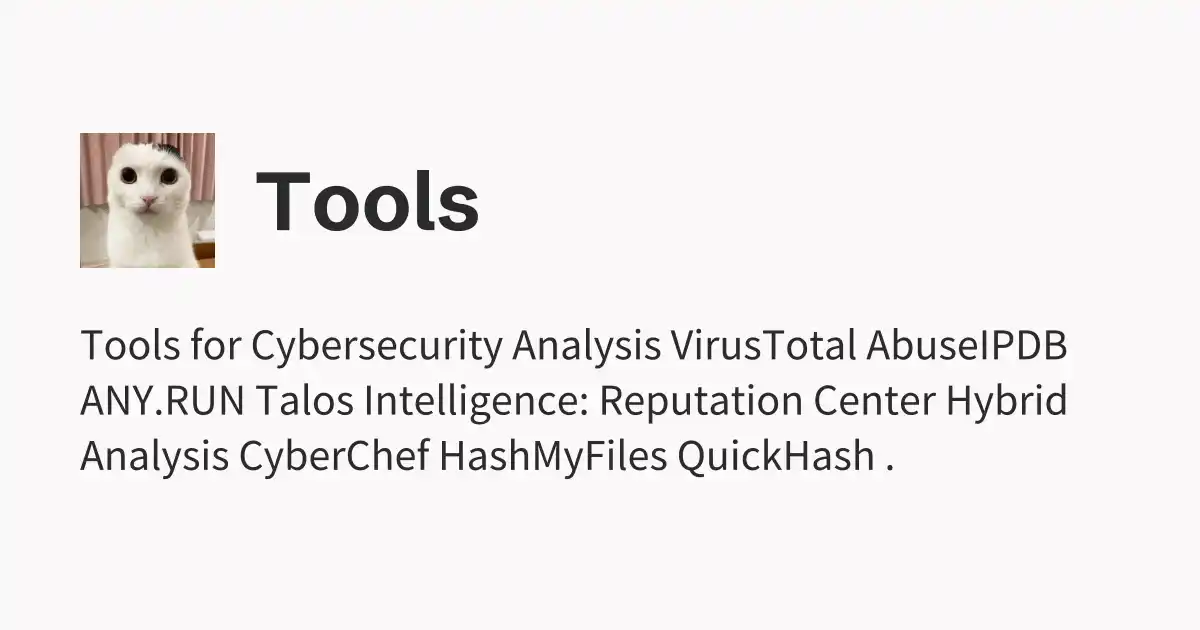 Tools
Tools for Cybersecurity Analysis VirusTotal AbuseIPDB
ANY.RUN Talos Intelligence: Reputation Center Hybrid
Analysis CyberChef HashMyFiles QuickHash .